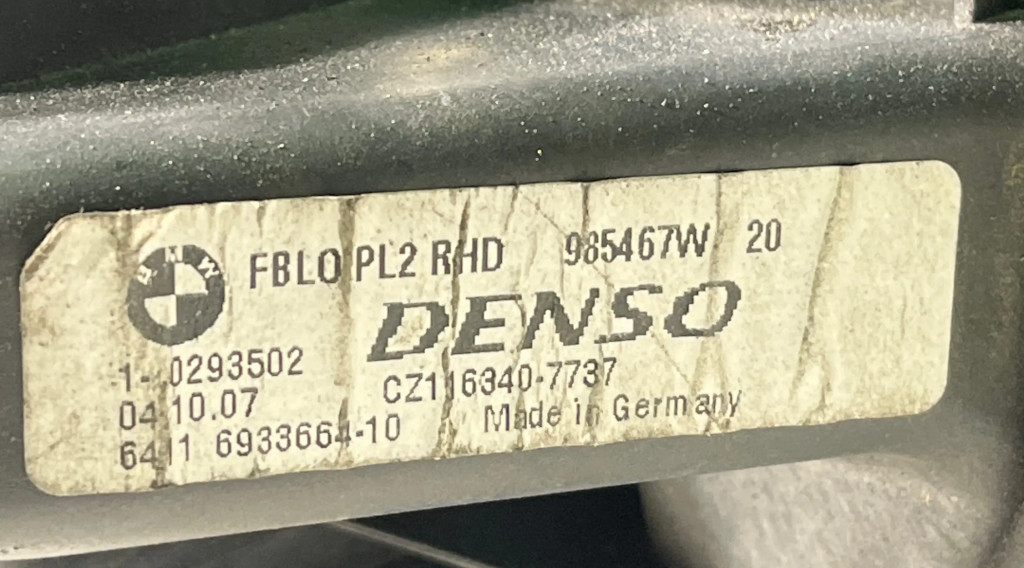 BMW FBLO PL2 RHD 985467W 20
DENSO
1- 0293502
CZ116340-7737
04.10.07
Made in Germany
6411 6933664-10